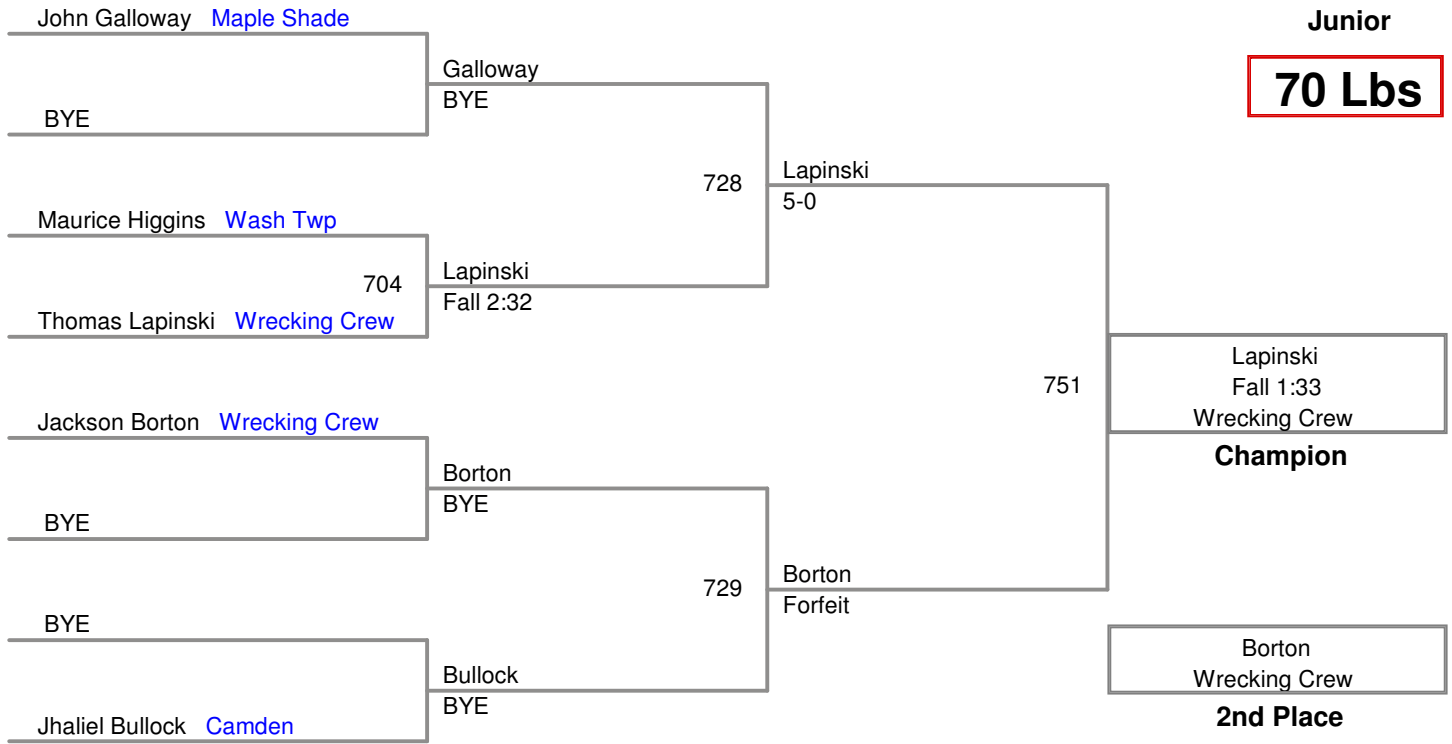 John Galloway Maple Shade
Junior
Galloway
70 Lbs
BYE
BYE
728
Lapinski
5-0
Maurice Higgins Wash Twp
704
Lapinski
Fall 2:32
Thomas Lapinski Wrecking Crew
751
Lapinski
Fall 1:33
Wrecking Crew
Champion
Jackson Borton Wrecking Crew
Borton
BYE
BYE
729
Borton
Forfeit
BYE
Borton
Wrecking Crew
2nd Place
Bullock
BYE
Jhaliel Bullock Camden